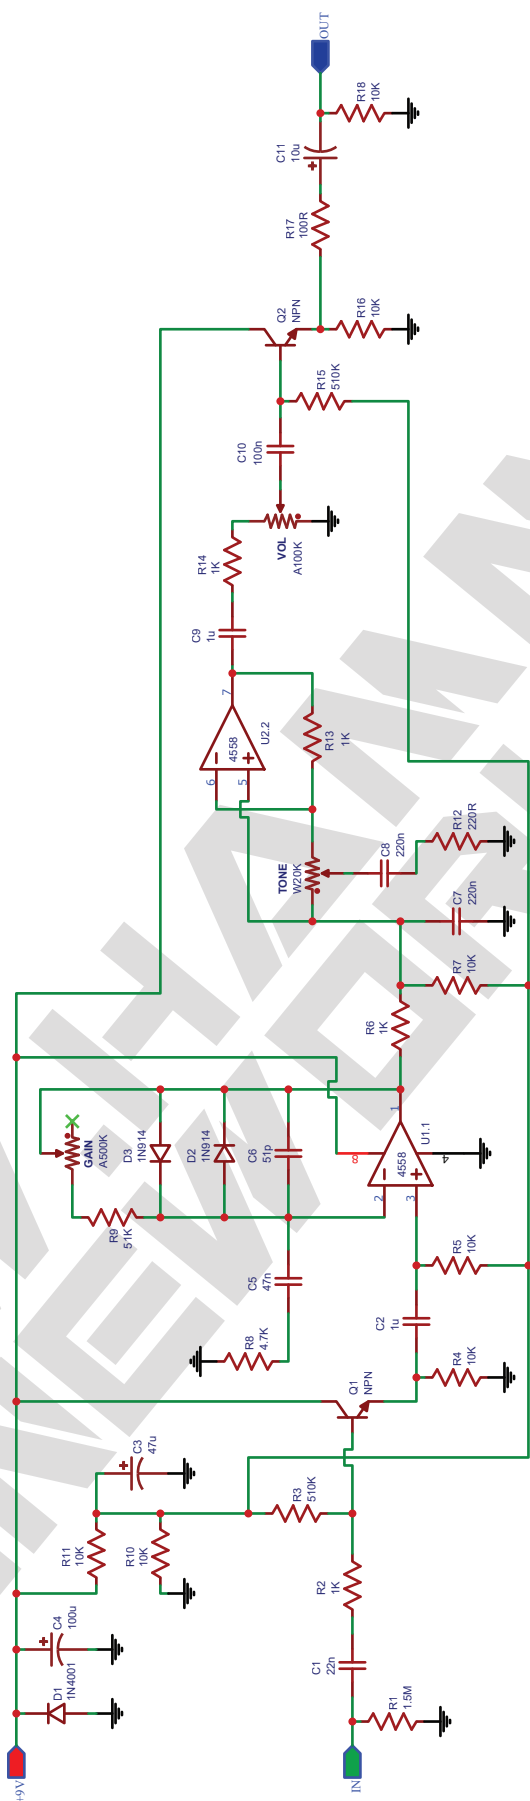 +9V
D1
1N4001
C4
100u
R11
10K
R10
10K
C3
47u
IN
R1
1.5M
C1
22n
R2
1K
R3
510K
Q1
NPN
R4
10K
C2
1u
R5
10K
R8
4.7K
C5
47n
R9
51K
GAIN
A500K
D3
1N914
D2
1N914
C6
51p
2
3
8
4
1
4558
U1.1
R6
1K
R7
10K
C7
220n
TONE
W20K
C8
220n
R12
220R
R13
1K
6
5
7
4558
U2.2
C9
1u
R14
1K
VOL
A100K
C10
100n
R15
510K
Q2
NPN
R16
10K
R17
100R
C11
10u
R18
10K
OUT